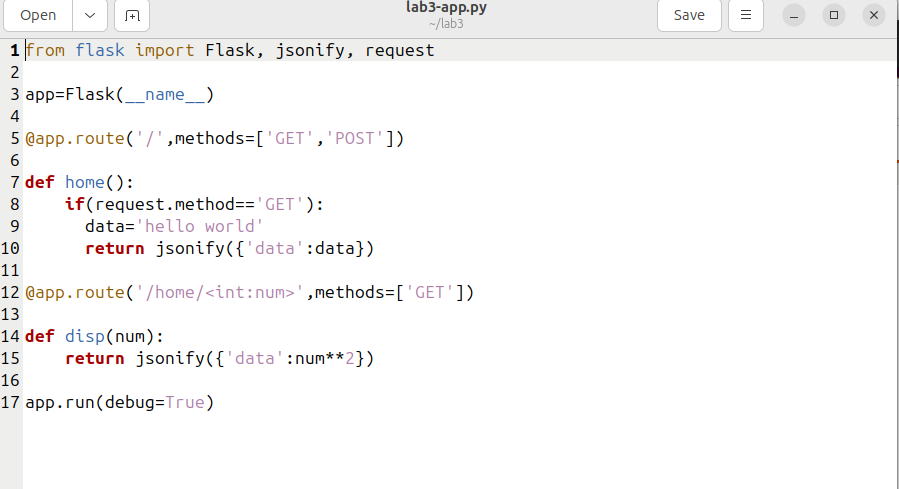 Open
lab3-app.py
~/lab3
Save
1 from flask import Flask, jsonify, request
2
3 app=Flask(__name__)
4
5 @app.route('/',methods=['GET','POST'])
6
7 def home():
8     if(request.method=='GET'):
9       data='hello world'
10       return jsonify({'data':data})
11
12 @app.route('/home/<int:num>',methods=['GET'])
13
14 def disp(num):
15     return jsonify({'data':num**2})
16
17 app.run(debug=True)